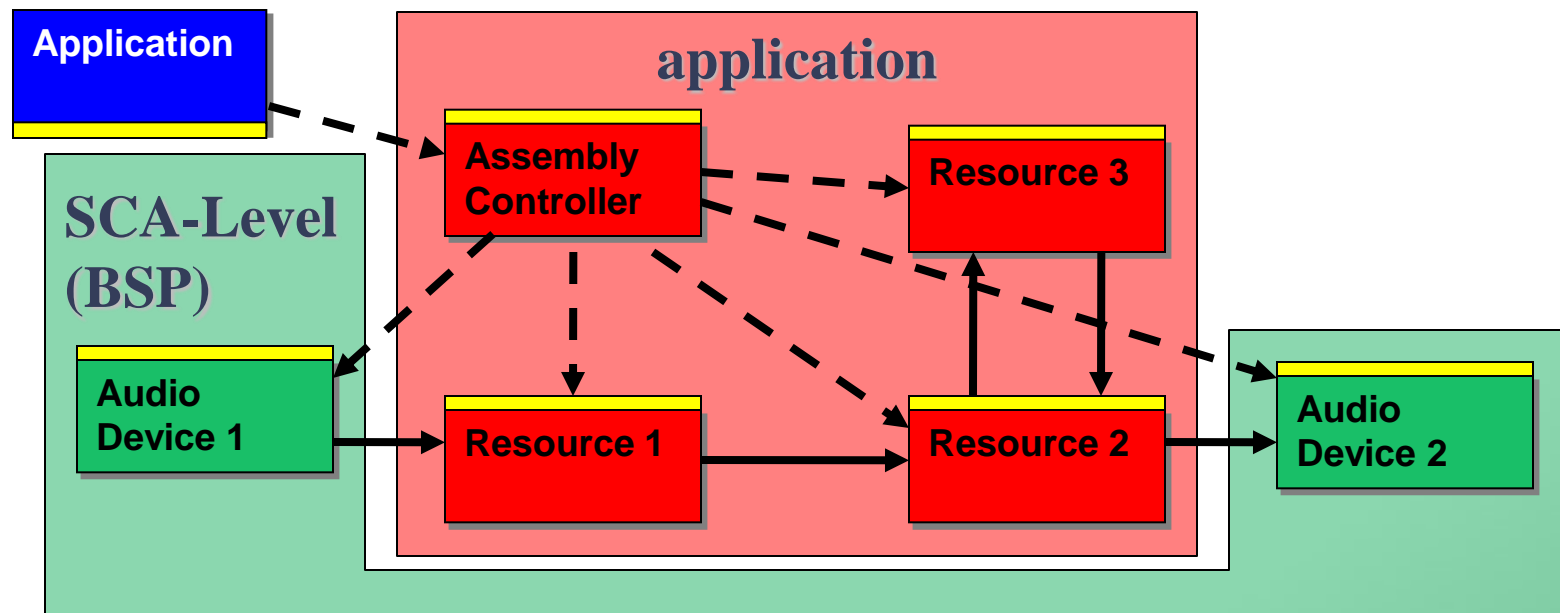 Application
application
Assembly
Controller
Resource 3
SCA-Level
(BSP)
Audio
Device 1
Resource 1
Resource 2
Audio
Device 2